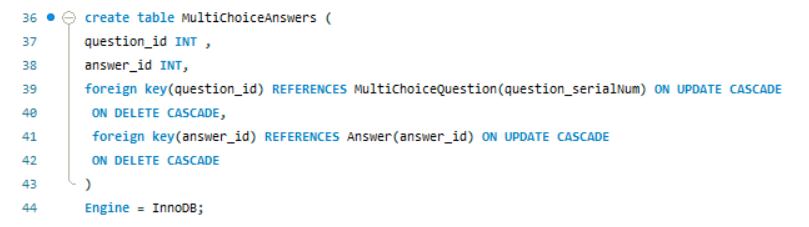 36 create table MultiChoiceAnswers (
37 question_id INT ,
38 answer_id INT,
39 foreign key(question_id) REFERENCES MultiChoiceQuestion(question_serialNum) ON UPDATE CASCADE
40 ON DELETE CASCADE,
41 foreign key(answer_id) REFERENCES Answer(answer_id) ON UPDATE CASCADE
42 ON DELETE CASCADE
43 )
44 Engine = InnoDB;